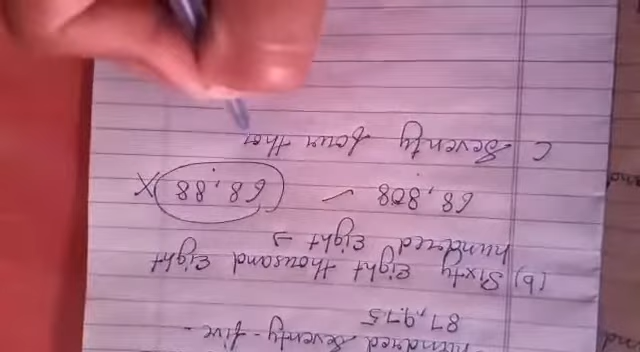 hundred Seventy-five -
87,975
(b) Sixty Eight thousand Eight
hundred Eight →
68,808 ✓ 68,88 X
C Seventy four thou